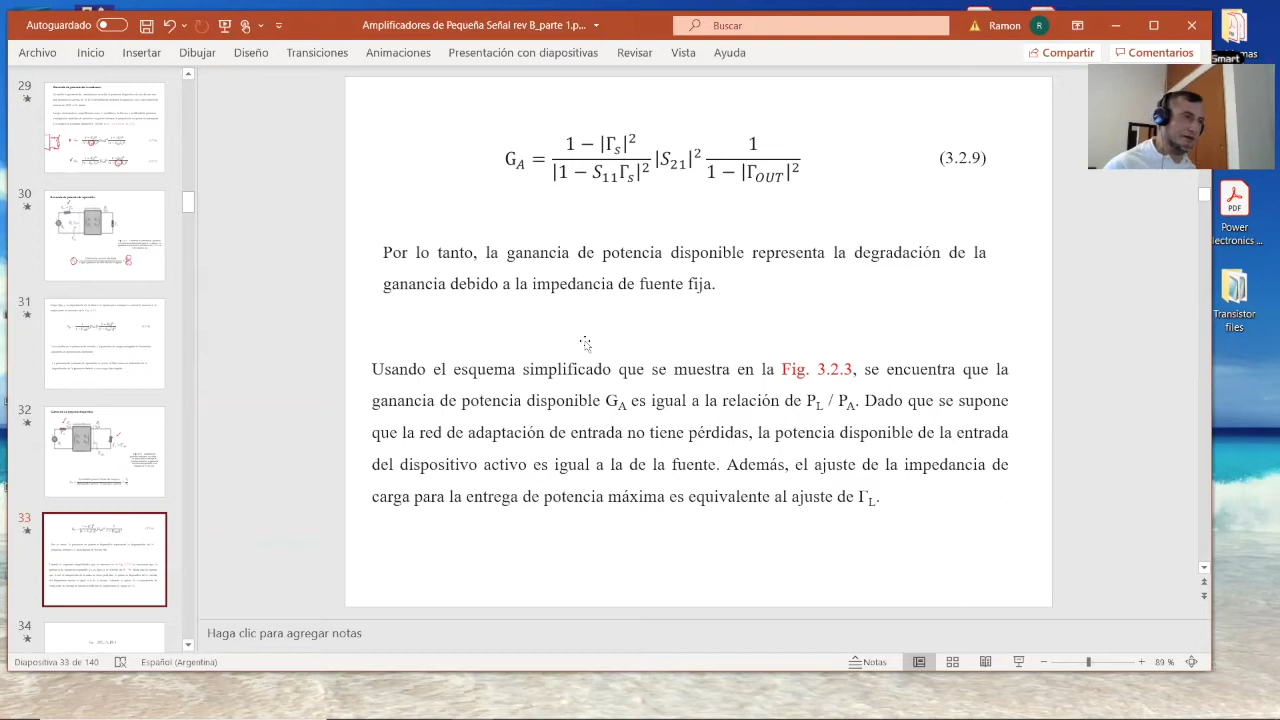 Autoguardado
Amplificadores de Pequeña Señal rev 8_parte 1.p...
Buscar
Ramon
R
Archivo Inicio Insertar Dibujar Diseño Transiciones Animaciones Presentación con diapositivas Revisar Vista Ayuda
Compartir
Comentarios
Smart
29
30
31
32
33
34
G_A = (1 − |Γ_s|²) / |1 − S_11Γ_s|² |S_21|² 1 / (1 − |Γ_OUT|²) (3.2.9)
Por lo tanto, la ganancia de potencia disponible representa la degradación de la
ganancia debido a la impedancia de fuente fija.
Usando el esquema simplificado que se muestra en la Fig. 3.2.3, se encuentra que la
ganancia de potencia disponible G_A es igual a la relación de P_L / P_A. Dado que se supone
que la red de adaptación de entrada no tiene pérdidas, la potencia disponible de la entrada
del dispositivo activo es igual a la de la fuente. Además, el ajuste de la impedancia de
carga para la entrega de potencia máxima es equivalente al ajuste de Γ_L.
Haga clic para agregar notas
Diapositiva 33 de 140
Español (Argentina)
Notas
89 %
PDF
Power
Transistor
files